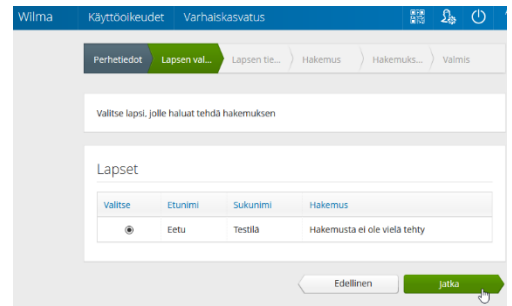 Wilma Käyttöoikeudet Varhaiskasvatus
Perhetiedot Lapsen val... Lapsen tie... Hakemus Hakemuks... Valmis
Valitse lapsi, jolle haluat tehdä hakemuksen
Lapset
Valitse Etunimi Sukunimi Hakemus
Eetu Testilä Hakemusta ei ole vielä tehty
Edellinen Jatka